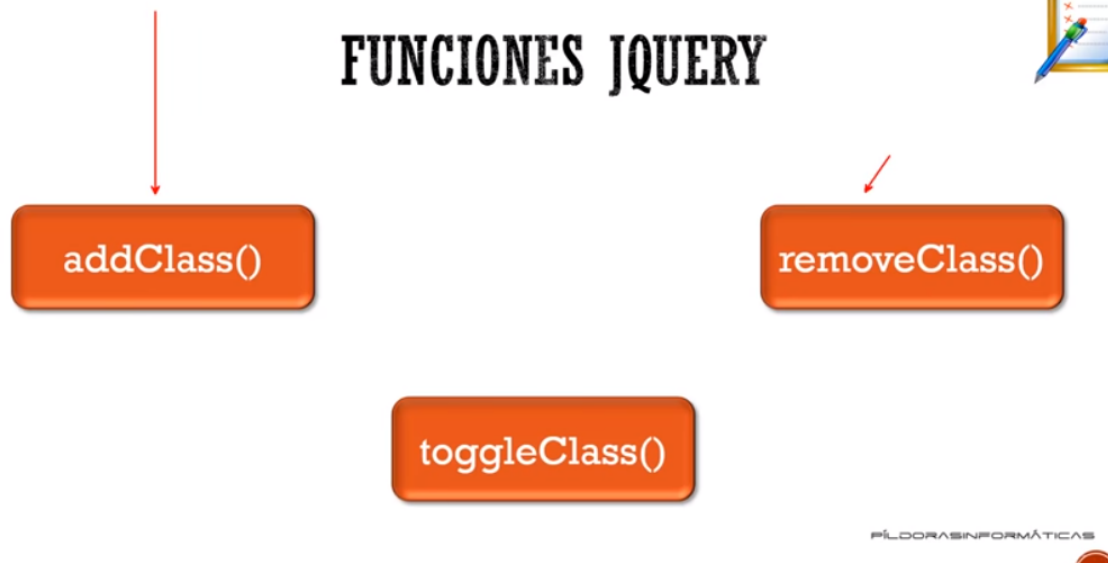 FUNCIONES JQUERY
addClass()
removeClass()
toggleClass()
PÍLDORASINFORMÁTICAS